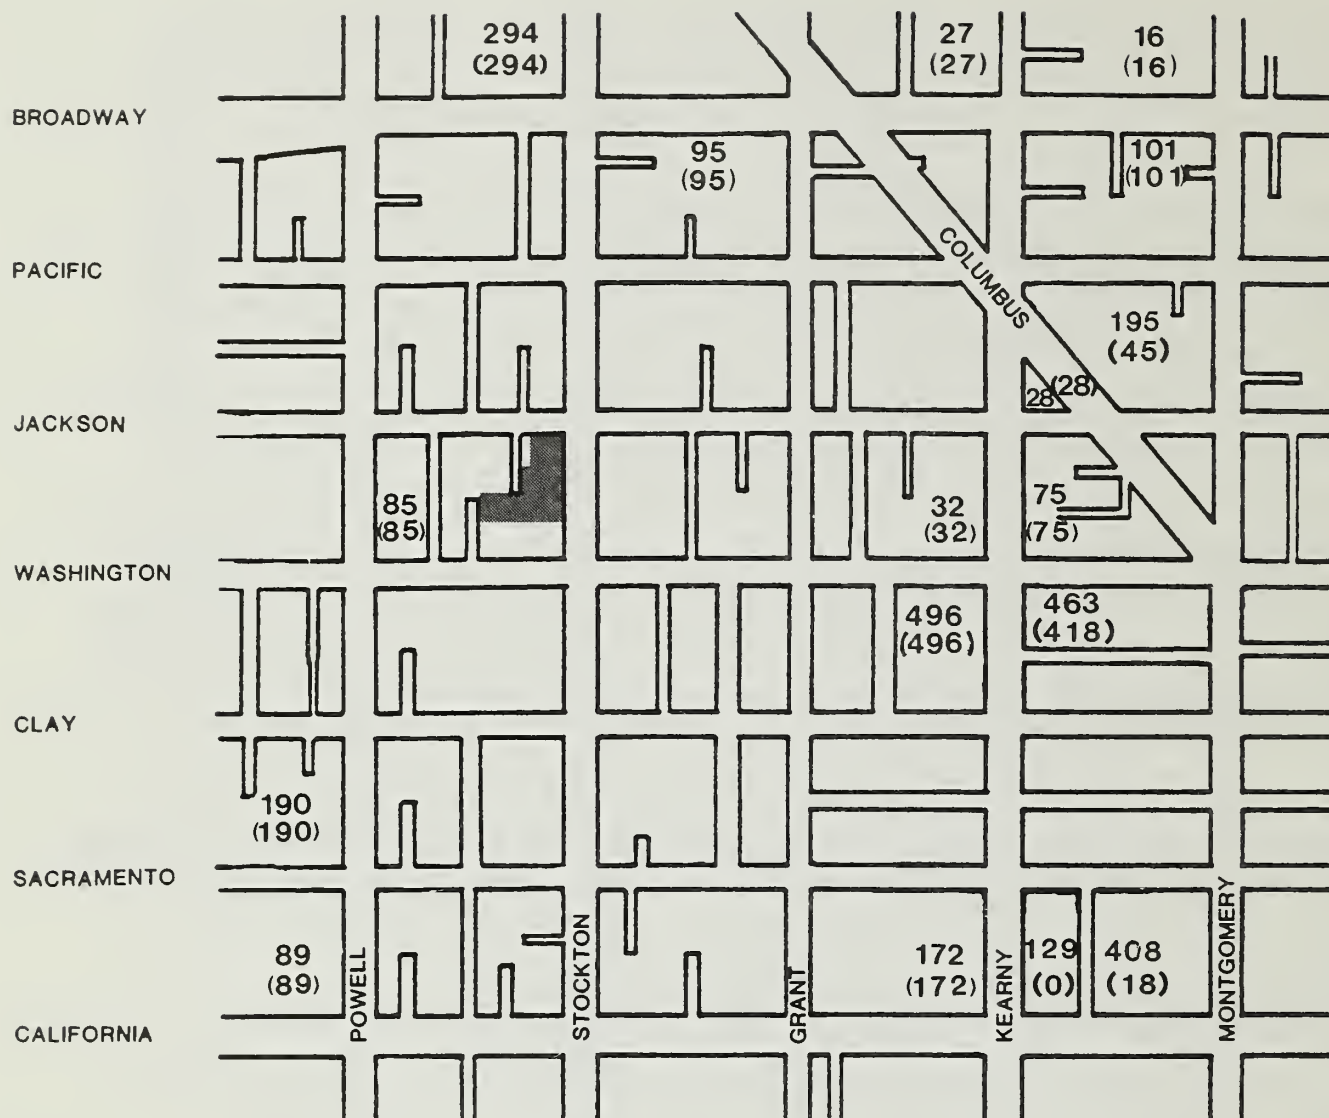 294
(294)
27
(27)
16
(16)
BROADWAY
95
(95)
101
(101)
PACIFIC
COLUMBUS
195
(45)
28
(28)
JACKSON
85
(85)
32
(32)
75
(75)
WASHINGTON
496
(496)
463
(418)
CLAY
190
(190)
SACRAMENTO
89
(89)
172
(172)
129
(0)
408
(18)
POWELL
STOCKTON
GRANT
KEARNY
MONTGOMERY
CALIFORNIA